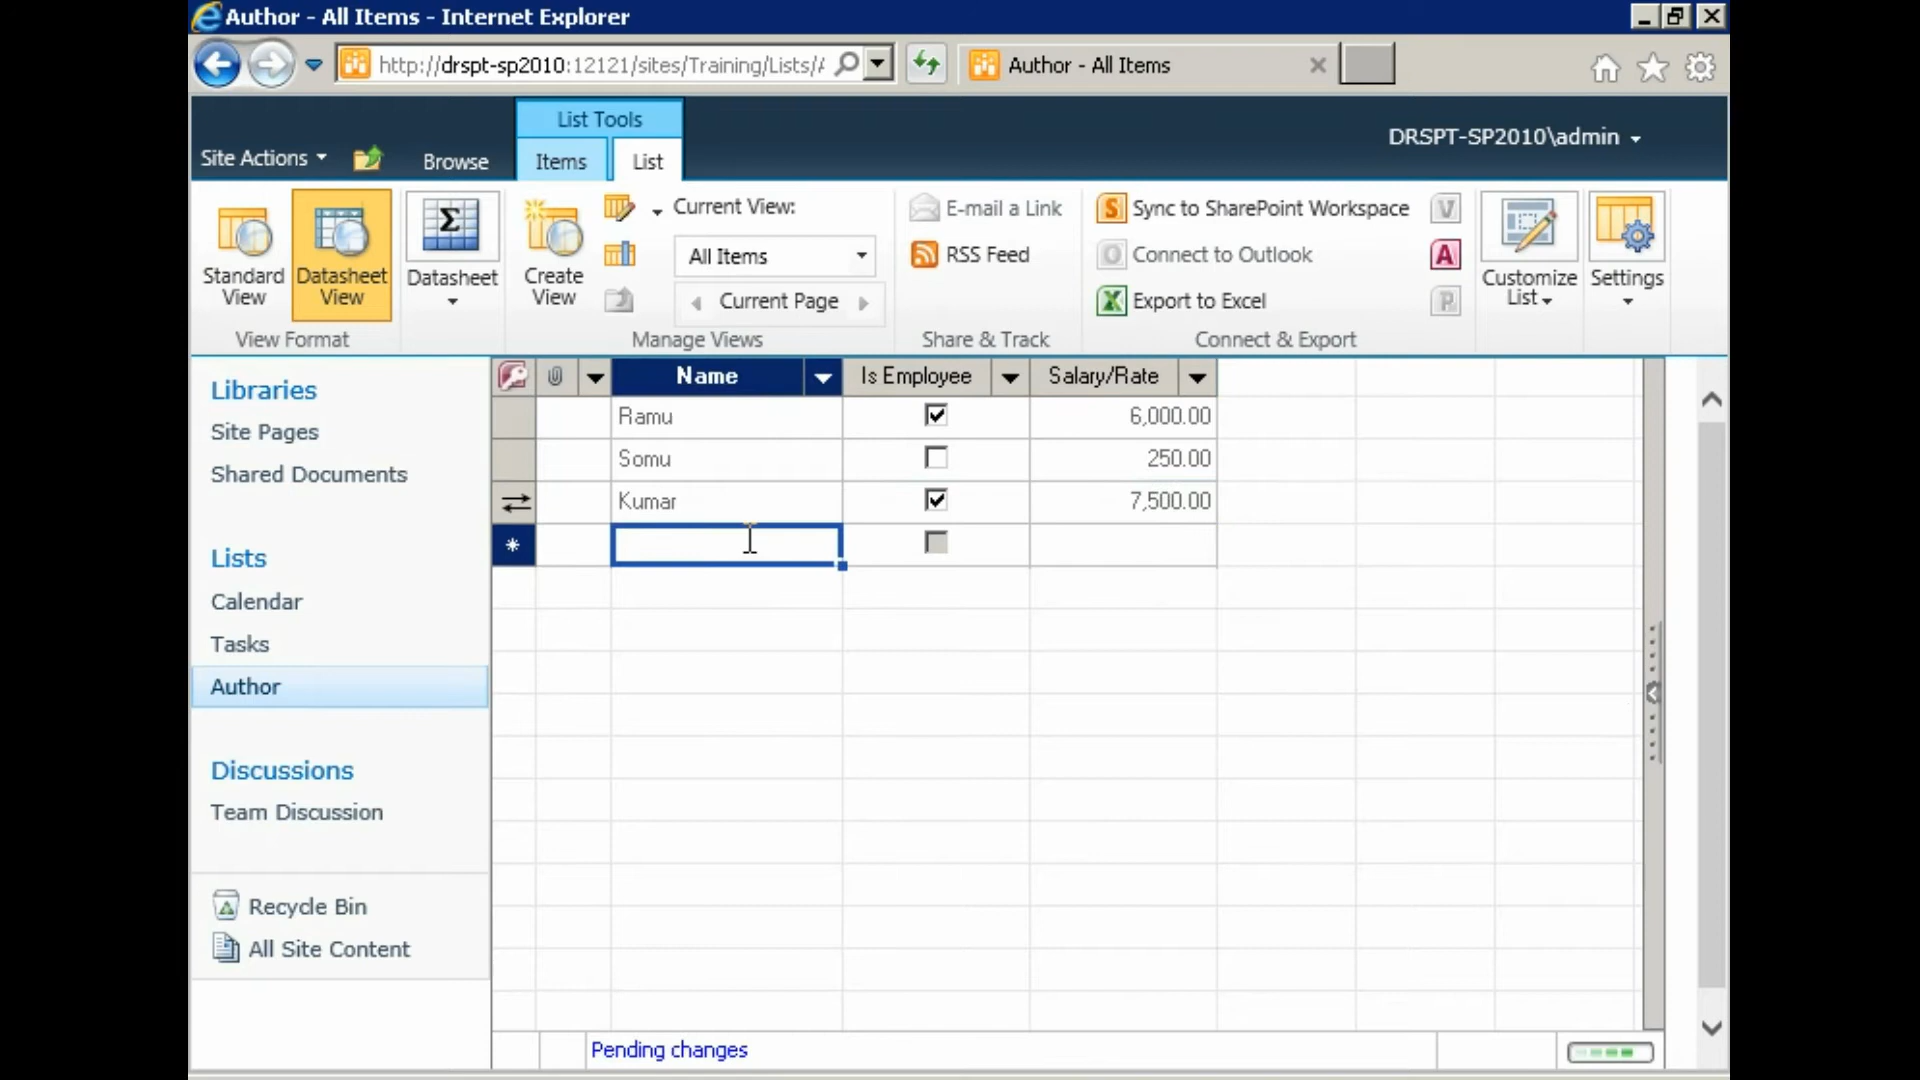 Author - All Items - Internet Explorer
http://drspt-sp2010:12121/sites/Training/Lists/
Author - All Items
List Tools
DRSPT-SP2010\admin
Site Actions
Browse
Items
List
Standard View
Datasheet View
Datasheet
Create View
Current View:
All Items
Current Page
E-mail a Link
RSS Feed
Sync to SharePoint Workspace
Connect to Outlook
Export to Excel
Customize List
Settings
View Format
Manage Views
Share & Track
Connect & Export
Libraries
Site Pages
Shared Documents
Lists
Calendar
Tasks
Author
Discussions
Team Discussion
Recycle Bin
All Site Content
Name Is Employee Salary/Rate
Ramu 6,000.00
Somu 250.00
Kumar 7,500.00
Pending changes